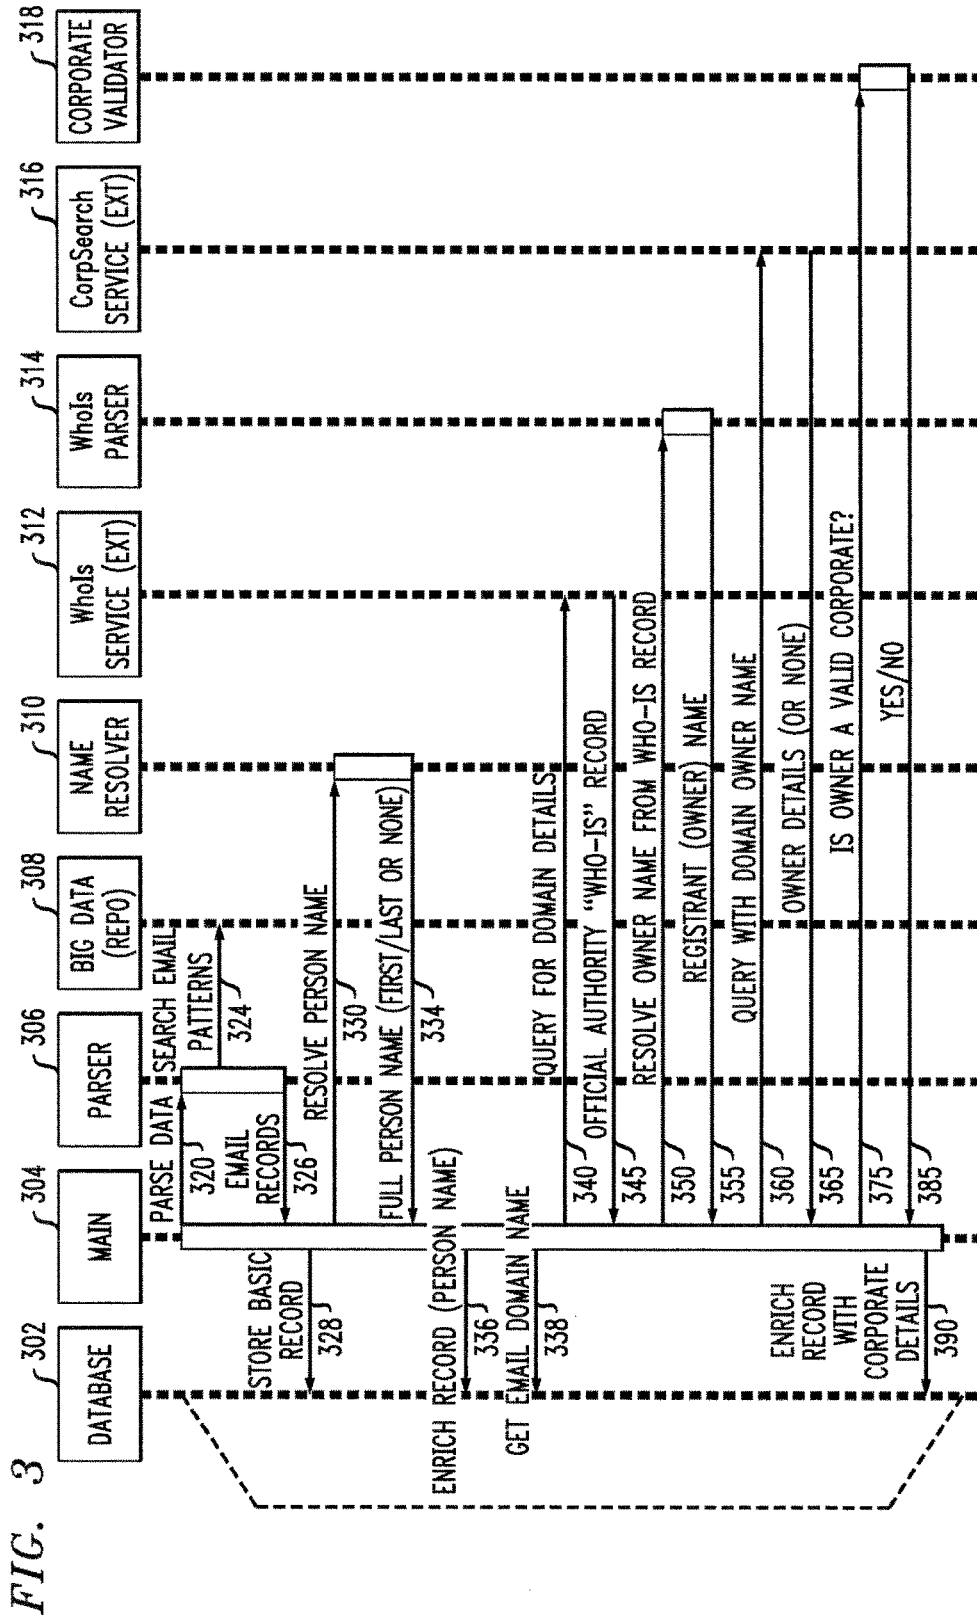 FIG. 3
302
DATABASE
304
MAIN
306
PARSER
308
BIG DATA
(REPO)
310
NAME
RESOLVER
312
WhoIs
SERVICE (EXT)
314
WhoIs
PARSER
316
CorpSearch
SERVICE (EXT)
318
CORPORATE
VALIDATOR
PARSE DATA
320
SEARCH EMAIL
PATTERNS
324
EMAIL
RECORDS
326
STORE BASIC
RECORD
328
RESOLVE PERSON NAME
330
FULL PERSON NAME (FIRST/LAST OR NONE)
334
ENRICH RECORD (PERSON NAME)
336
GET EMAIL DOMAIN NAME
338
QUERY FOR DOMAIN DETAILS
340
OFFICIAL AUTHORITY "WHO-IS" RECORD
345
RESOLVE OWNER NAME FROM WHO-IS RECORD
350
REGISTRANT (OWNER) NAME
355
QUERY WITH DOMAIN OWNER NAME
360
OWNER DETAILS (OR NONE)
365
IS OWNER A VALID CORPORATE?
375
YES/NO
385
ENRICH
RECORD
WITH
CORPORATE
DETAILS
390